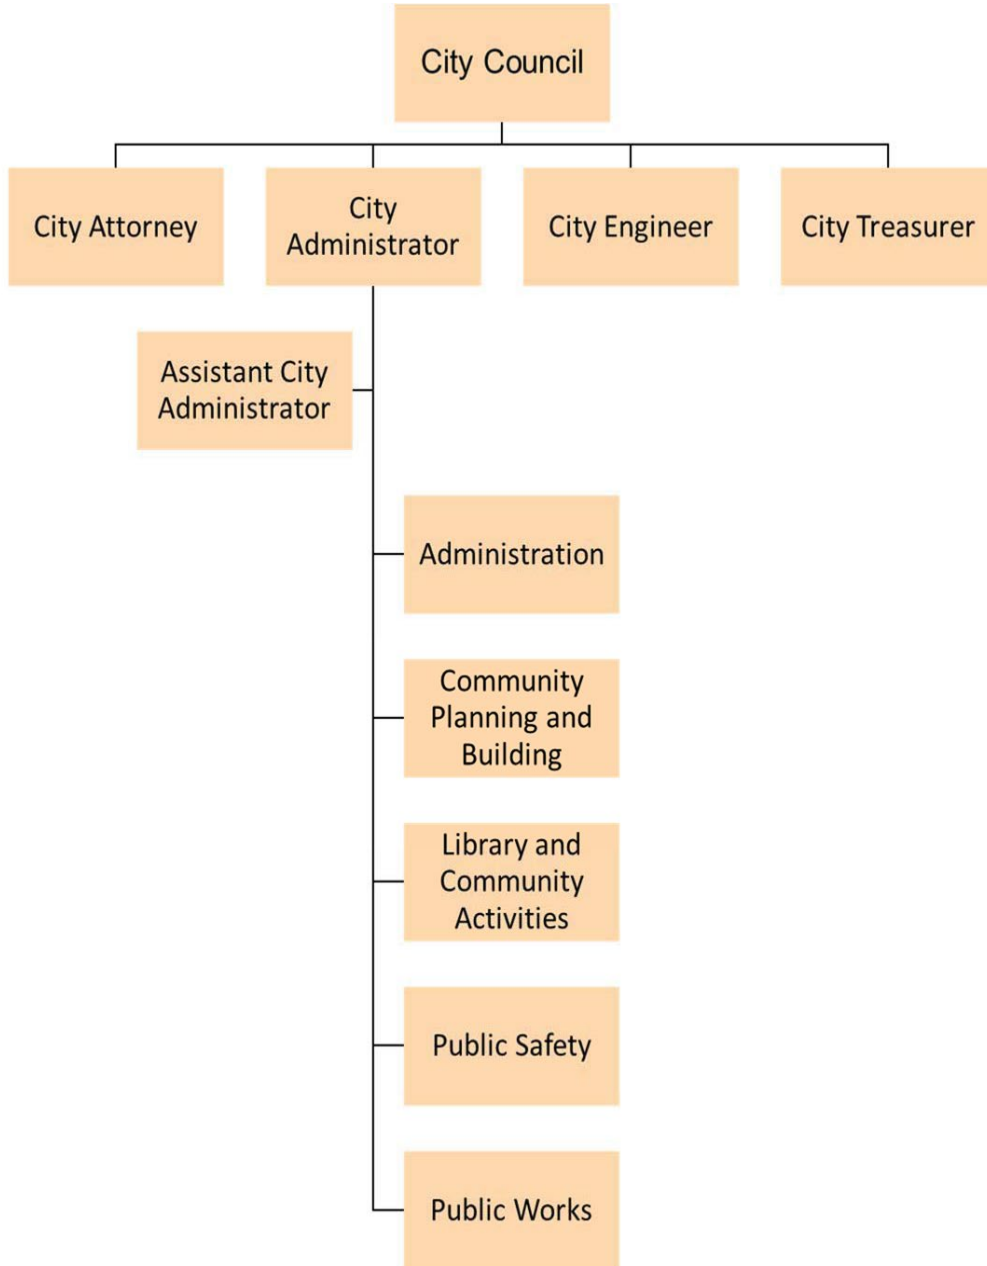 City Council
City Attorney
City
Administrator
City Engineer
City Treasurer
Assistant City
Administrator
Administration
Community
Planning and
Building
Library and
Community
Activities
Public Safety
Public Works